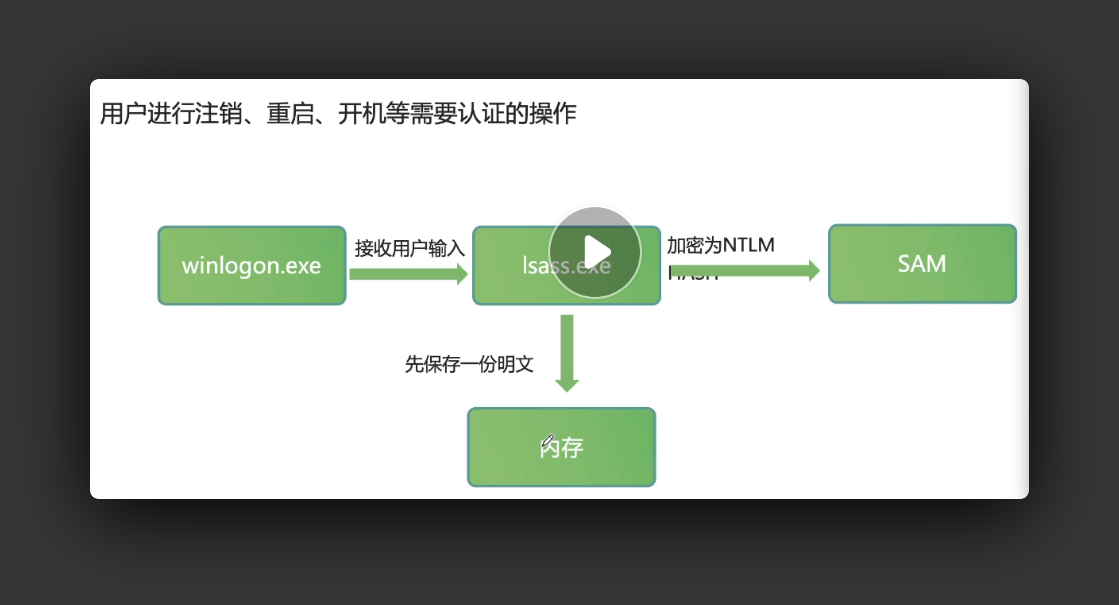 用户进行注销、重启、开机等需要认证的操作
winlogon.exe
接收用户输入
lsass.exe
加密为NTLM
HASH
SAM
先保存一份明文
内存